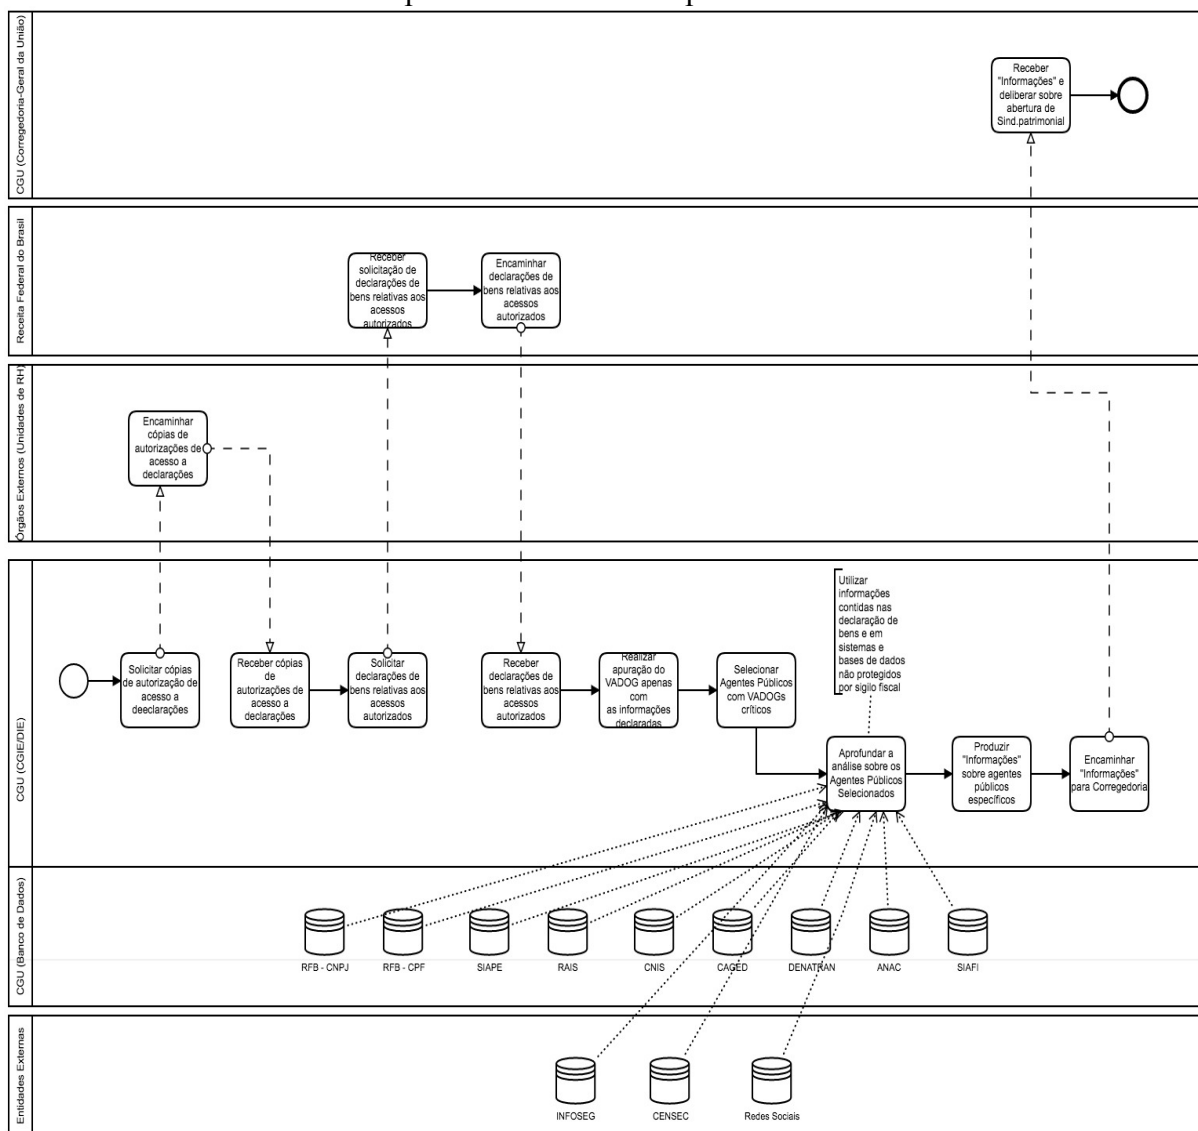 CGU (Corregedoria-Geral da União)
Receber
"Informações" e
deliberar sobre
abertura de
Sind.patrimonial
Receita Federal do Brasil
Receber
solicitação de
declarações de
bens relativas aos
acessos
autorizados
Encaminhar
declarações de
bens relativas aos
acessos
autorizados
Órgãos Externos (Unidades de RH)
Encaminhar
cópias de
autorizações de
acesso a
declarações
CGU (CGIE/DIE)
Solicitar cópias
de autorização de
acesso a
deeclarações
Receber cópias
de
autorizações de
acesso a
declarações
Solicitar
declarações de
bens relativas aos
acessos
autorizados
Receber
declarações de
bens relativas aos
acessos
autorizados
Realizar
apuração do
VADOG apenas
com
as informações
declaradas
Selecionar
Agentes Públicos
com VADOGs
críticos
Utilizar
informações
contidas nas
declaração de
bens e em
sistemas e
bases de dados
não protegidos
por sigilo fiscal
Aprofundar a
análise sobre os
Agentes Públicos
Selecionados
Produzir
"Informações"
sobre agentes
públicos
específicos
Encaminhar
"Informações"
para Corregedoria
CGU (Banco de Dados)
RFB - CNPJ
RFB - CPF
SIAPE
RAIS
CNIS
CAGED
DENATRAN
ANAC
SIAFI
Entidades Externas
INFOSEG
CENSEC
Redes Sociais